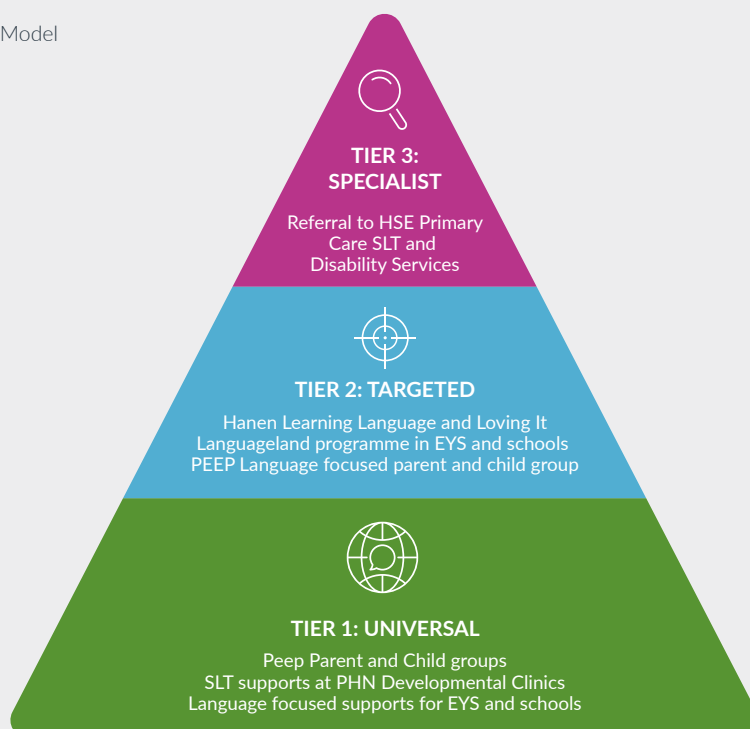 Model
TIER 3:
SPECIALIST
Referral to HSE Primary
Care SLT and
Disability Services
TIER 2: TARGETED
Hanen Learning Language and Loving It
Languageland programme in EYS and schools
PEEP Language focused parent and child group
TIER 1: UNIVERSAL
Peep Parent and Child groups
SLT supports at PHN Developmental Clinics
Language focused supports for EYS and schools